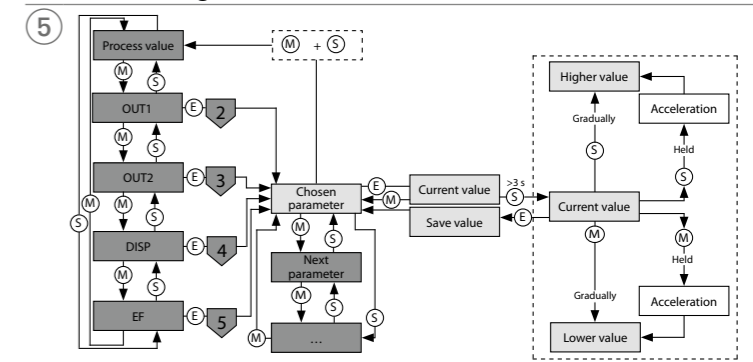 5
Process value
M
S
M + S
OUT1
E
2
M
S
OUT2
E
3
M
S
M
S
DISP
E
4
M
S
EF
E
5
Chosen
parameter
M
S
Next
parameter
M
S
...
M
S
E
M
Current value
Save value
>3 s
S
E
Higher value
Gradually
S
Acceleration
Held
S
Current value
M
Gradually
Lower value
M
Held
Acceleration